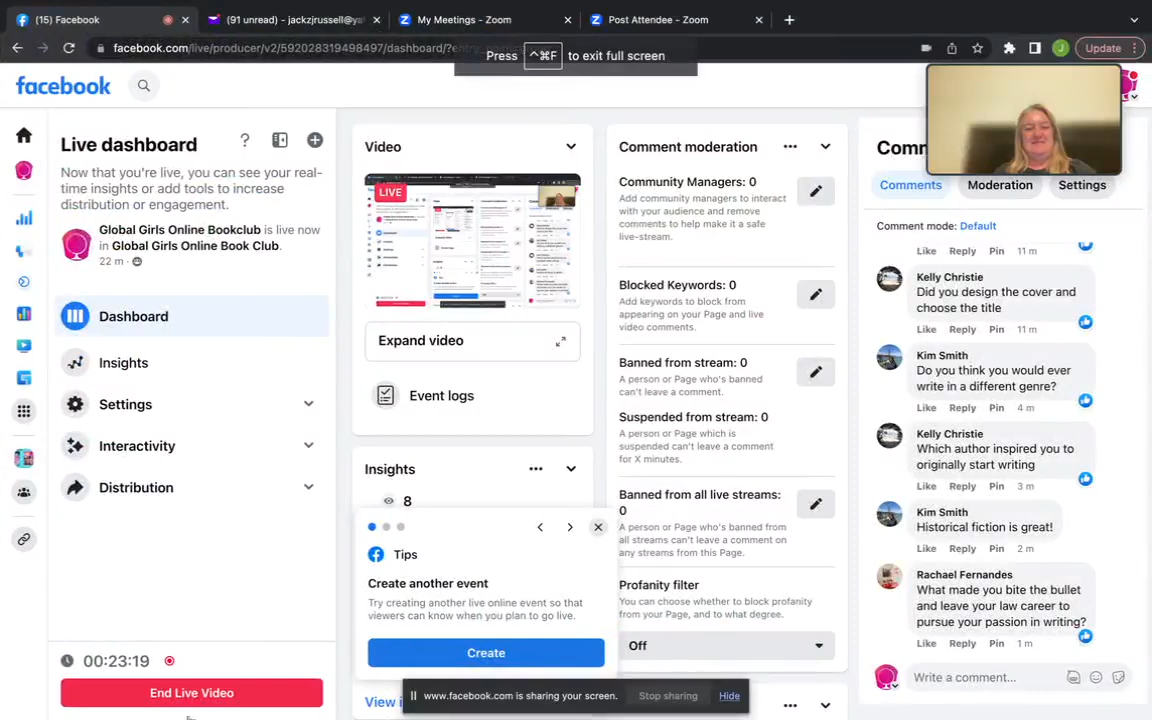 (15) Facebook
(91 unread) - jackzjrussell@ya
My Meetings - Zoom
Post Attendee - Zoom
facebook.com/live/producer/v2/592028319498497/dashboard/?
Update
Press ^⌘F to exit full screen
facebook
Live dashboard
Now that you're live, you can see your real-
time insights or add tools to increase
distribution or engagement.
Global Girls Online Bookclub is live now
in Global Girls Online Book Club.
22 m
Dashboard
Insights
Settings
Interactivity
Distribution
00:23:19
End Live Video
Video
LIVE
Expand video
Event logs
Insights
8
Tips
Create another event
Try creating another live online event so that
viewers can know when you plan to go live.
Create
View i
www.facebook.com is sharing your screen.
Stop sharing
Hide
Comment moderation
Community Managers: 0
Add community managers to interact
with your audience and remove
comments to help make it a safe
live-stream.
Blocked Keywords: 0
Add keywords to block from
appearing on your Page and live
video comments.
Banned from stream: 0
A person or Page who's banned
can't leave a comment.
Suspended from stream: 0
A person or Page which is
suspended can't leave a comment
for X minutes.
Banned from all live streams:
0
A person or Page who's banned from
all streams can't leave a comment on
any streams from this Page.
Profanity filter
You can choose whether to block profanity
from your Page, and to what degree.
Off
Comm
Comments
Moderation
Settings
Comment mode: Default
Like Reply Pin 11 m
Kelly Christie
Did you design the cover and
choose the title
Like Reply Pin 11 m
Kim Smith
Do you think you would ever
write in a different genre?
Like Reply Pin 4 m
Kelly Christie
Which author inspired you to
originally start writing
Like Reply Pin 3 m
Kim Smith
Historical fiction is great!
Like Reply Pin 2 m
Rachael Fernandes
What made you bite the bullet
and leave your law career to
pursue your passion in writing?
Like Reply Pin 1 m
Write a comment...